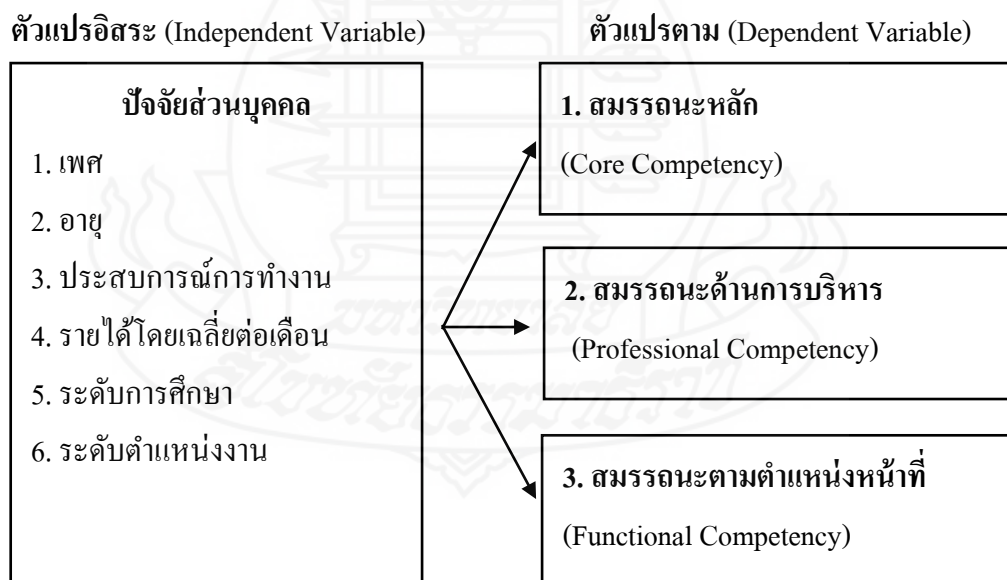 ตัวแปรอิสระ (Independent Variable)
ปัจจัยส่วนบุคคล
1. เพศ
2. อายุ
3. ประสบการณ์การทำงาน
4. รายได้โดยเฉลี่ยต่อเดือน
5. ระดับการศึกษา
6. ระดับตำแหน่งงาน
ตัวแปรตาม (Dependent Variable)
1. สมรรถนะหลัก
(Core Competency)
2. สมรรถนะด้านการบริหาร
(Professional Competency)
3. สมรรถนะตามตำแหน่งหน้าที่
(Functional Competency)